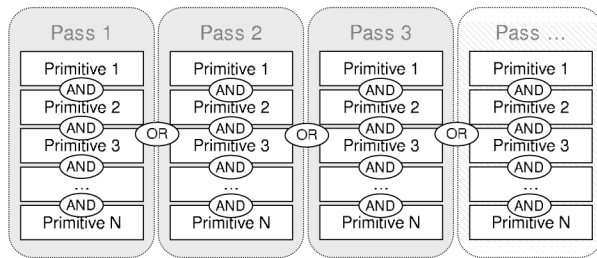 Pass 1
Primitive 1
AND
Primitive 2
AND
Primitive 3
AND
...
AND
Primitive N
OR
Pass 2
Primitive 1
AND
Primitive 2
AND
Primitive 3
AND
...
AND
Primitive N
OR
Pass 3
Primitive 1
AND
Primitive 2
AND
Primitive 3
AND
...
AND
Primitive N
OR
Pass ...
Primitive 1
AND
Primitive 2
AND
Primitive 3
AND
...
AND
Primitive N